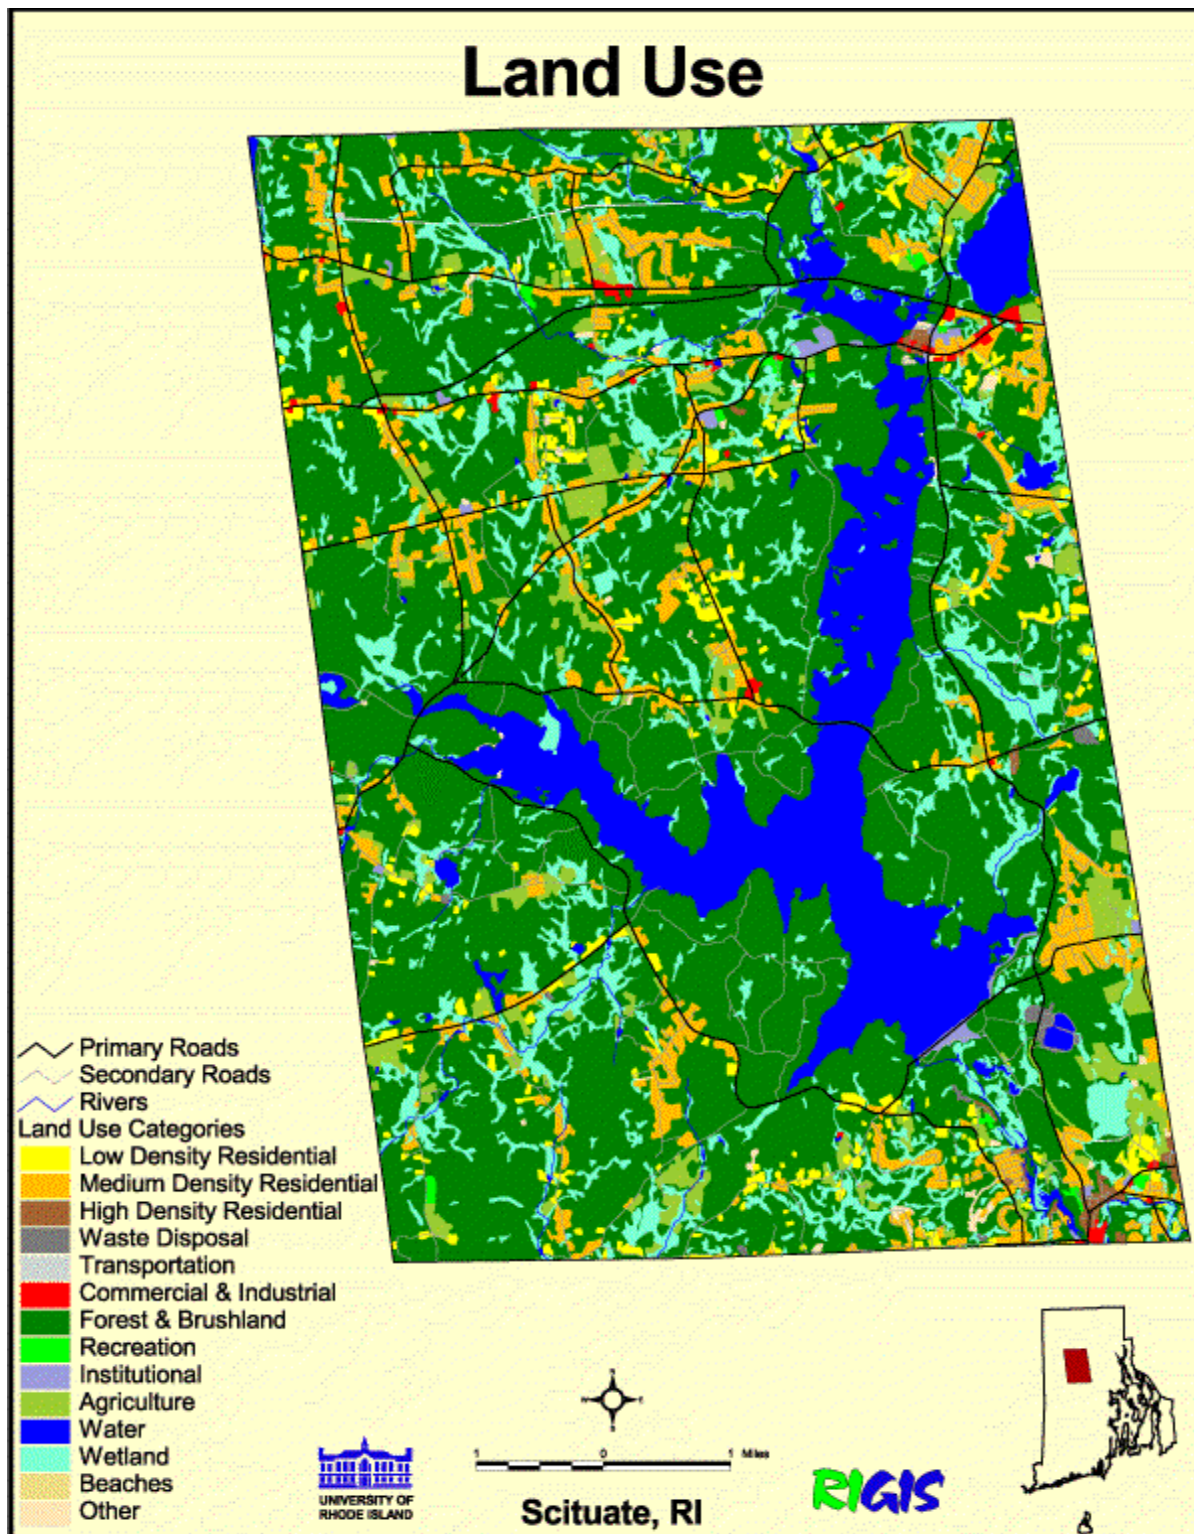 Land Use
Primary Roads
Secondary Roads
Rivers
Land Use Categories
Low Density Residential
Medium Density Residential
High Density Residential
Waste Disposal
Transportation
Commercial & Industrial
Forest & Brushland
Recreation
Institutional
Agriculture
Water
Wetland
Beaches
Other
N
W E
S
1 0 1 Miles
UNIVERSITY OF
RHODE ISLAND
Scituate, RI
RIGIS